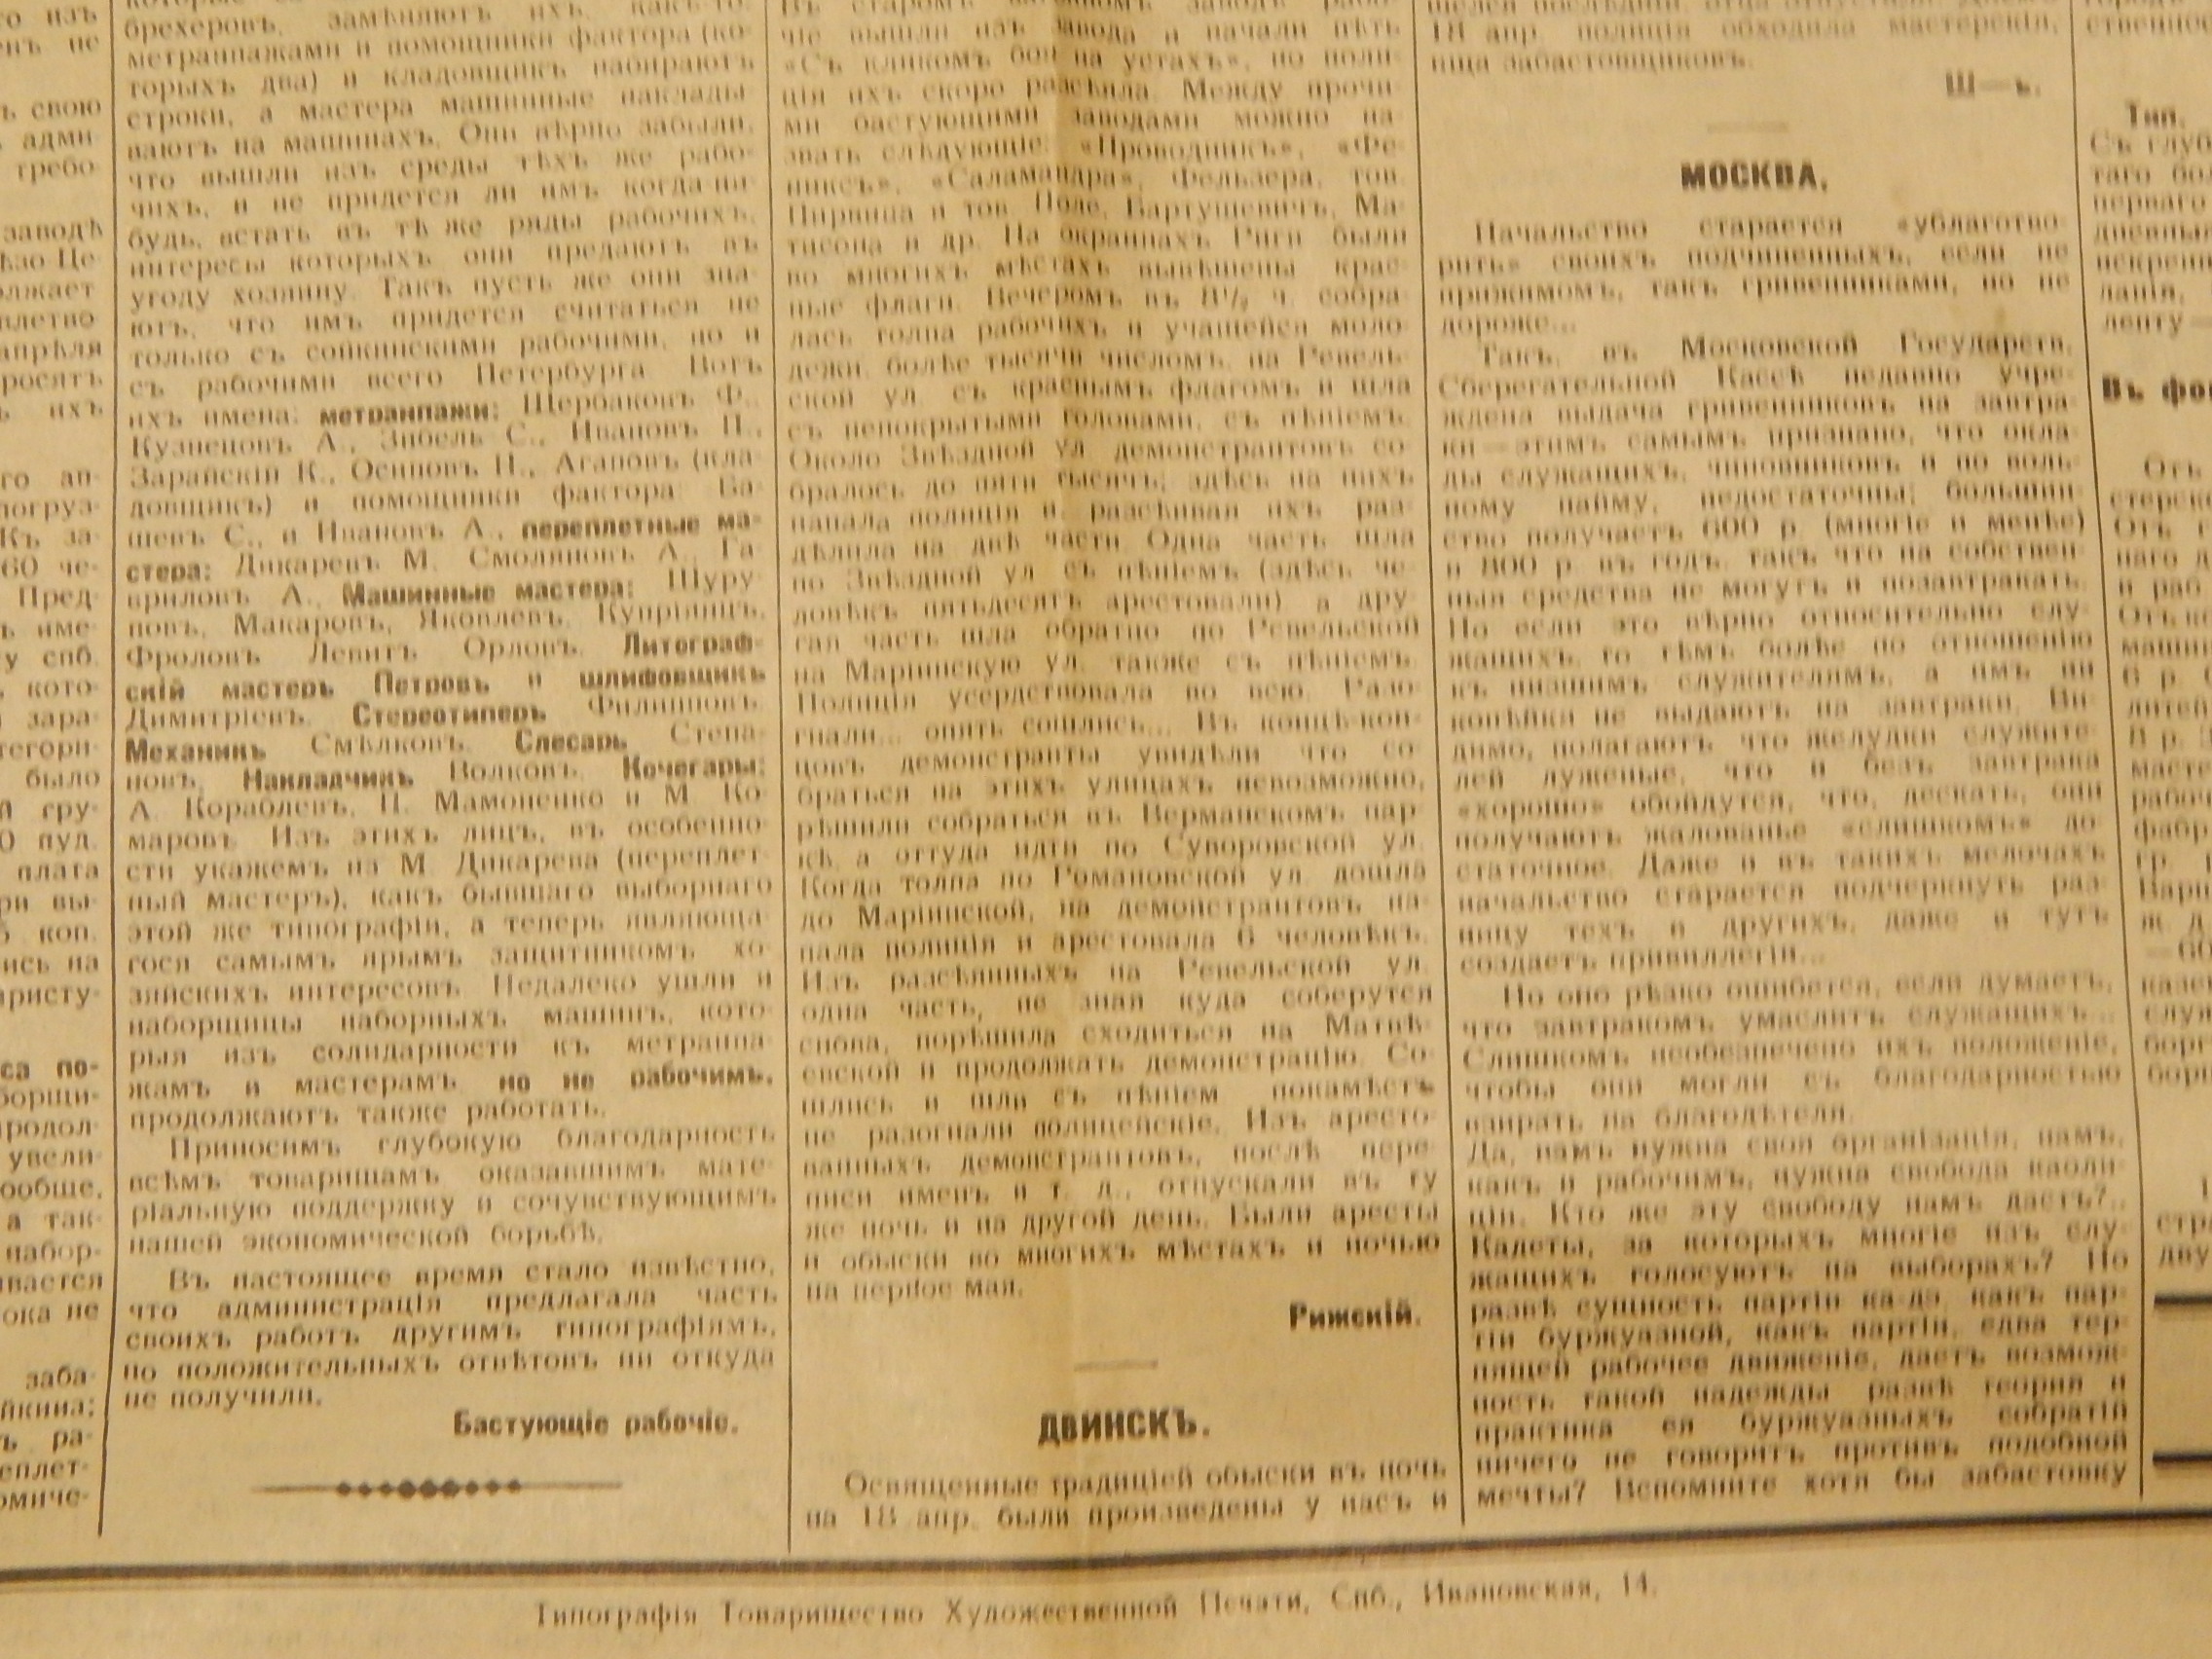 брехеровъ, замѣняютъ ихъ, какъ-то:
метранпажами и помощники фактора (ко-
торыхъ два) и кладовщикъ набираютъ
строки, а мастера машинные наклады-
ваютъ на машинахъ. Они вѣрно забыли,
что вышли изъ среды тѣхъ же рабо-
чихъ, и не придется ли имъ когда-ни-
будь, встать въ тѣ же ряды рабочихъ,
интересы которыхъ они предаютъ въ
угоду хозяину. Такъ пусть же они зна-
ютъ, что имъ придется считаться не
только съ сойкинскими рабочими, но и
съ рабочими всего Петербурга. Вотъ
ихъ имена: метранпажи: Щербаковъ Ф.,
Кузнецовъ А., Зибель С., Ивановъ П.,
Зарайскій К., Осиповъ П., Агаповъ (кла-
довщикъ) и помощники фактора: Ба-
шевъ С., и Ивановъ А., переплетные ма-
стера: Дикаревъ М. Смоляновъ А., Га-
вриловъ А. Машинные мастера: Шуру-
повъ, Макаровъ, Яковлевъ, Купріянцъ,
Фроловъ Левитъ Орловъ. Литограф-
скій мастеръ Петровъ и шлифовщикъ
Димитріевъ. Стереотиперъ Филипповъ.
Механикъ Смѣлковъ. Слесарь Степа-
новъ. Накладчикъ Волковъ. Кочегары:
А. Кораблевъ, П. Мамоненко и М. Ко-
маровъ. Изъ этихъ лицъ, въ особенно-
сти укажемъ на М. Дикарева (переплет-
ный мастеръ), какъ бывшаго выборнаго
этой же типографіи, а теперь являюща-
гося самымъ ярымъ защитникомъ хо-
зяйскихъ интересовъ. Недалеко ушли и
наборщицы наборныхъ машинъ, кото-
рыя изъ солидарности къ метранпа-
жамъ и мастерамъ но не рабочимъ,
продолжаютъ также работать.
Приносимъ глубокую благодарность
всѣмъ товарищамъ оказавшимъ мате-
ріальную поддержку и сочувствующимъ
нашей экономической борьбѣ.
Въ настоящее время стало извѣстно,
что администрація предлагала часть
своихъ работъ другимъ типографіямъ,
но положительныхъ отвѣтовъ ни откуда
не получили.
Бастующіе рабочіе.
чіе вышли изъ завода и начали пѣть
«Съ кликомъ боя на устахъ», но поли-
ція ихъ скоро разсѣяла. Между прочи-
ми бастующими заводами можно на-
звать слѣдующіе: «Проводникъ», «Фе-
никсъ», «Саламандра», Фельзера, тов.
Пирвица и тов. Поле, Бартушевичъ, Ма-
тисона и др. На окраинахъ Риги были
во многихъ мѣстахъ вывѣшены крас-
ные флаги. Вечеромъ въ 8½ ч. собра-
лась толпа рабочихъ и учащейся моло-
дежи, болѣе тысячи числомъ, на Ревель-
ской ул. съ краснымъ флагомъ и шла
съ непокрытыми головами, съ пѣніемъ.
Около Звѣздной ул. демонстрантовъ со-
бралось до пяти тысячъ; здѣсь на нихъ
напала полиція и, разсѣивая ихъ раз-
дѣлила на двѣ части. Одна часть шла
по Звѣздной ул. съ пѣніемъ (здѣсь че-
ловѣкъ пятьдесятъ арестовали) а дру-
гая часть шла обратно по Ревельской
на Маріинскую ул. также съ пѣніемъ.
Полиція усердствовала во всю. Разо-
гнали... опять сошлись... Въ концѣ-кон-
цовъ демонстранты увидѣли что со-
браться на этихъ улицахъ невозможно,
рѣшили собраться въ Верманскомъ пар-
кѣ, а оттуда идти по Суворовской ул.
Когда толпа по Романовской ул. дошла
до Маріинской, на демонстрантовъ на-
пала полиція и арестовала 6 человѣкъ.
Изъ разсѣянныхъ на Ревельской ул.
одна часть, не зная куда соберутся
снова, порѣшила сходиться на Матвѣ-
евской и продолжать демонстрацію. Со-
шлись и шли съ пѣніем покамѣстъ
не разогнали полицейскіе. Изъ аресто-
ванныхъ демонстрантовъ, послѣ пере-
писи именъ и т. д., отпускали въ ту
же ночь и на другой день. Были аресты
и обыски во многихъ мѣстахъ и ночью
на первое мая.
Рижскій.
ДВИНСКЪ.
Освященные традиціей обыски въ ночь
на 18 апр. были произведены у насъ и
18 апр. полиція обходила мастерскія,
ища забастовщиковъ.
Ш—ъ.
МОСКВА.
Начальство старается «ублаготво-
рить» своихъ подчиненныхъ, если не
прижимомъ, такъ гривенниками, но не
дороже...
Такъ, въ Московской Государств.
Сберегательной Кассѣ недавно учре-
ждена выдача гривенниковъ на завтра-
ки—этимъ самымъ признано, что окла-
ды служащихъ, чиновниковъ и по воль-
ному найму, недостаточны; большин-
ство получаетъ 600 р. (многіе и менѣе)
и 800 р. въ годъ, такъ что на собствен-
ныя средства не могутъ и позавтракать.
Но если это вѣрно относительно слу-
жащихъ, то тѣмъ болѣе по отношенію
къ низшимъ служителямъ, а имъ ни
копѣйки не выдаютъ на завтраки. Ви-
димо, полагаютъ что желудки служите-
лей луженые, что и безъ завтрака
«хорошо» обойдутся, что, дескать, они
получаютъ жалованье «слишкомъ» до-
статочное. Даже и въ такихъ мелочахъ
начальство старается подчеркнуть раз-
ницу техъ и другихъ, даже и тутъ
создаетъ привиллегіи...
Но оно рѣзко ошибется, если думаетъ,
что завтракомъ умаслитъ служащихъ...
Слишкомъ необезпечено ихъ положеніе,
чтобы они могли съ благодарностью
взирать на благодѣтеля.
Да, намъ нужна своя организація, намъ,
какъ и рабочимъ, нужна свобода коали-
ціи. Кто же эту свободу намъ дастъ?..
Кадеты, за которыхъ многіе изъ слу-
жащихъ голосуютъ на выборахъ? Но
развѣ сущность партіи ка-дэ, какъ пар-
тіи буржуазной, какъ партіи, едва тер-
пящей рабочее движеніе, даетъ возмож-
ность такой надежды развѣ теорія и
практика ея буржуазныхъ собратій
ничего не говоритъ противъ подобной
мечты? Вспомните хотя бы забастовку
Типографія Товарищество Художественной Печати, Спб., Ивановская, 14.